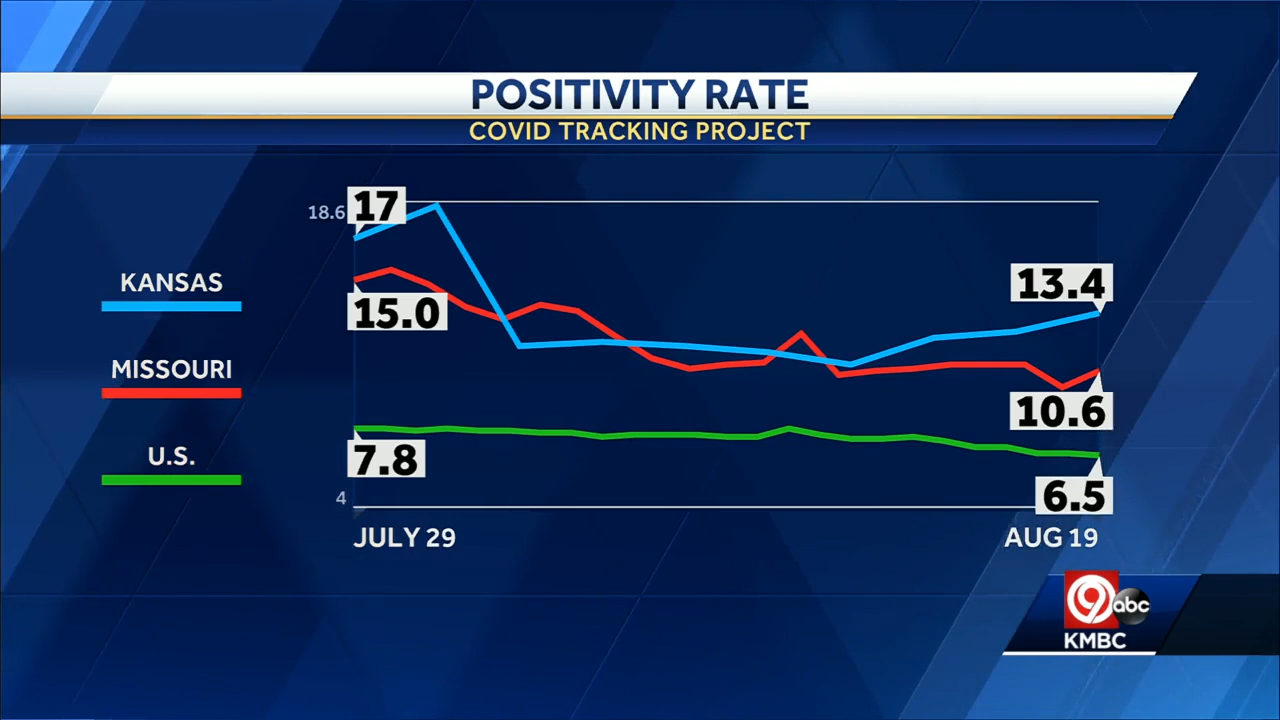 POSITIVITY RATE
COVID TRACKING PROJECT
18.6
17
KANSAS
13.4
15.0
MISSOURI
10.6
U.S.
7.8
4
6.5
JULY 29
AUG 19
9
abc
KMBC